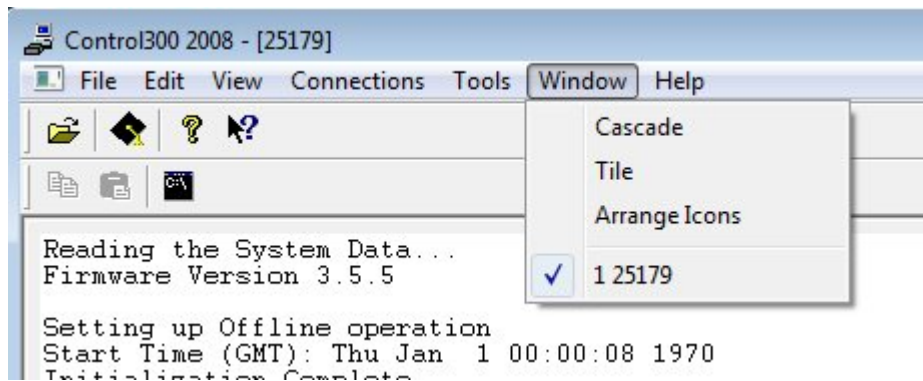 Control300 2008 - [25179]
File Edit View Connections Tools Window Help
Cascade
Tile
Arrange Icons
1 25179
C:\
Reading the System Data...
Firmware Version 3.5.5
Setting up Offline operation
Start Time (GMT): Thu Jan  1 00:00:08 1970
Initialization Complete